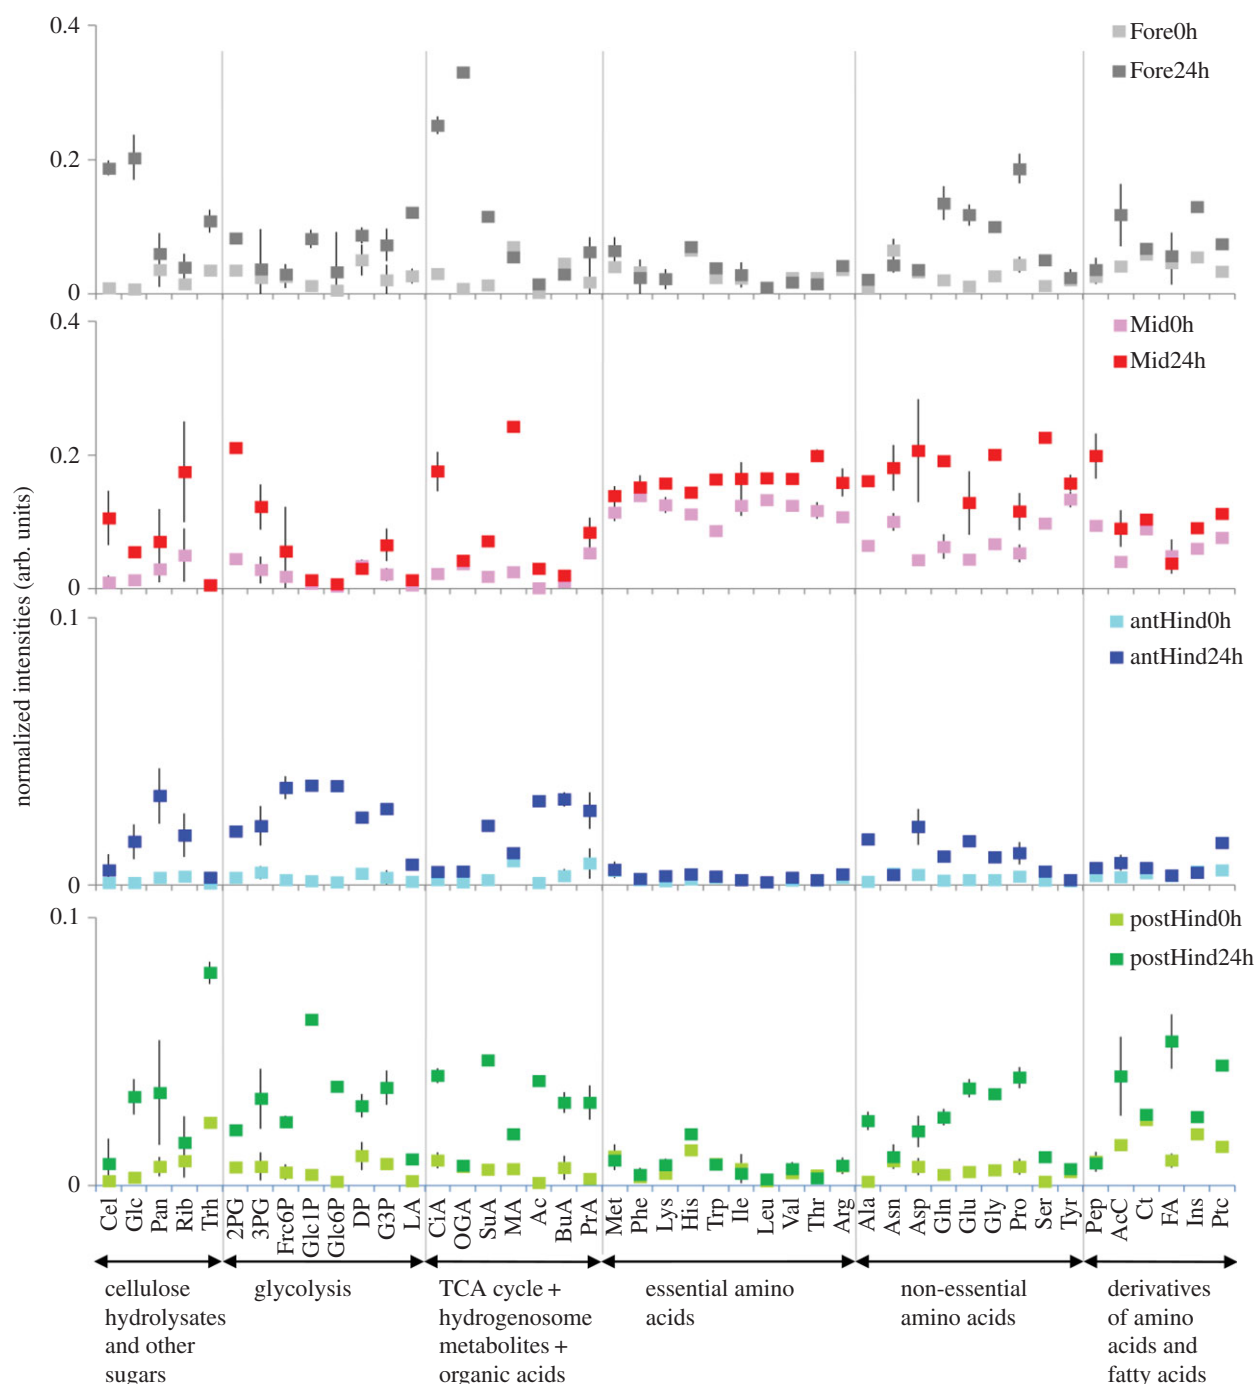 0.4
Fore0h
Fore24h
0.2
0
0.4
Mid0h
Mid24h
0.2
0
normalized intensities (arb. units)
0.1
antHind0h
antHind24h
0
0.1
postHind0h
postHind24h
0
Cel Glc Pan Rib Trh 2PG 3PG Frc6P Glc1P Glc6P DP G3P LA CiA OGA SuA MA Ac BuA PrA Met Phe Lys His Trp Ile Leu Val Thr Arg Ala Asn Asp Gln Glu Gly Pro Ser Tyr Pep AcC Ct FA Ins Ptc
cellulose
hydrolysates
and other
sugars
glycolysis
TCA cycle +
hydrogenosome
metabolites +
organic acids
essential amino
acids
non-essential
amino acids
derivatives
of amino
acids and
fatty acids